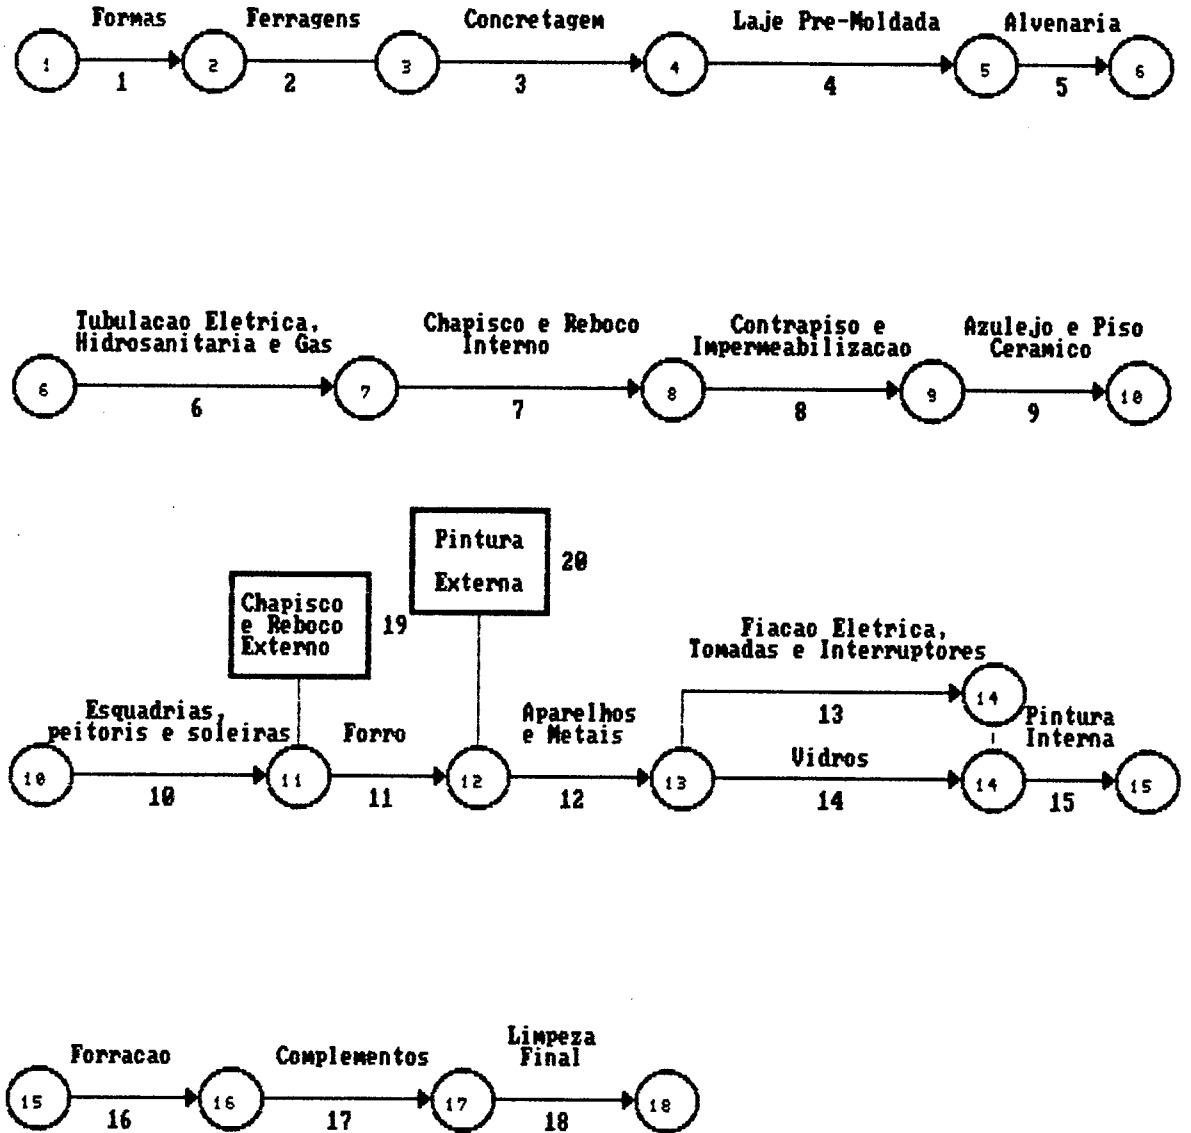 Formas
Ferragens
Concretagem
Laje Pre-Moldada
Alvenaria
1
2
3
4
5
6
1
2
3
4
5
Tubulacao Eletrica,
Hidrosanitaria e Gas
Chapisco e Reboco
Interno
Contrapiso e
Impermeabilizacao
Azulejo e Piso
Ceramico
6
7
8
9
10
6
7
8
9
Pintura
Externa
20
Chapisco
e Reboco
Externo
19
Fiacao Eletrica,
Tomadas e Interruptores
14
13
Esquadrias,
peitoris e soleiras
Forro
Aparelhos
e Metais
Vidros
Pintura
Interna
10
11
12
13
14
15
10
11
12
14
15
Forracao
Complementos
Limpeza
Final
15
16
17
18
16
17
18